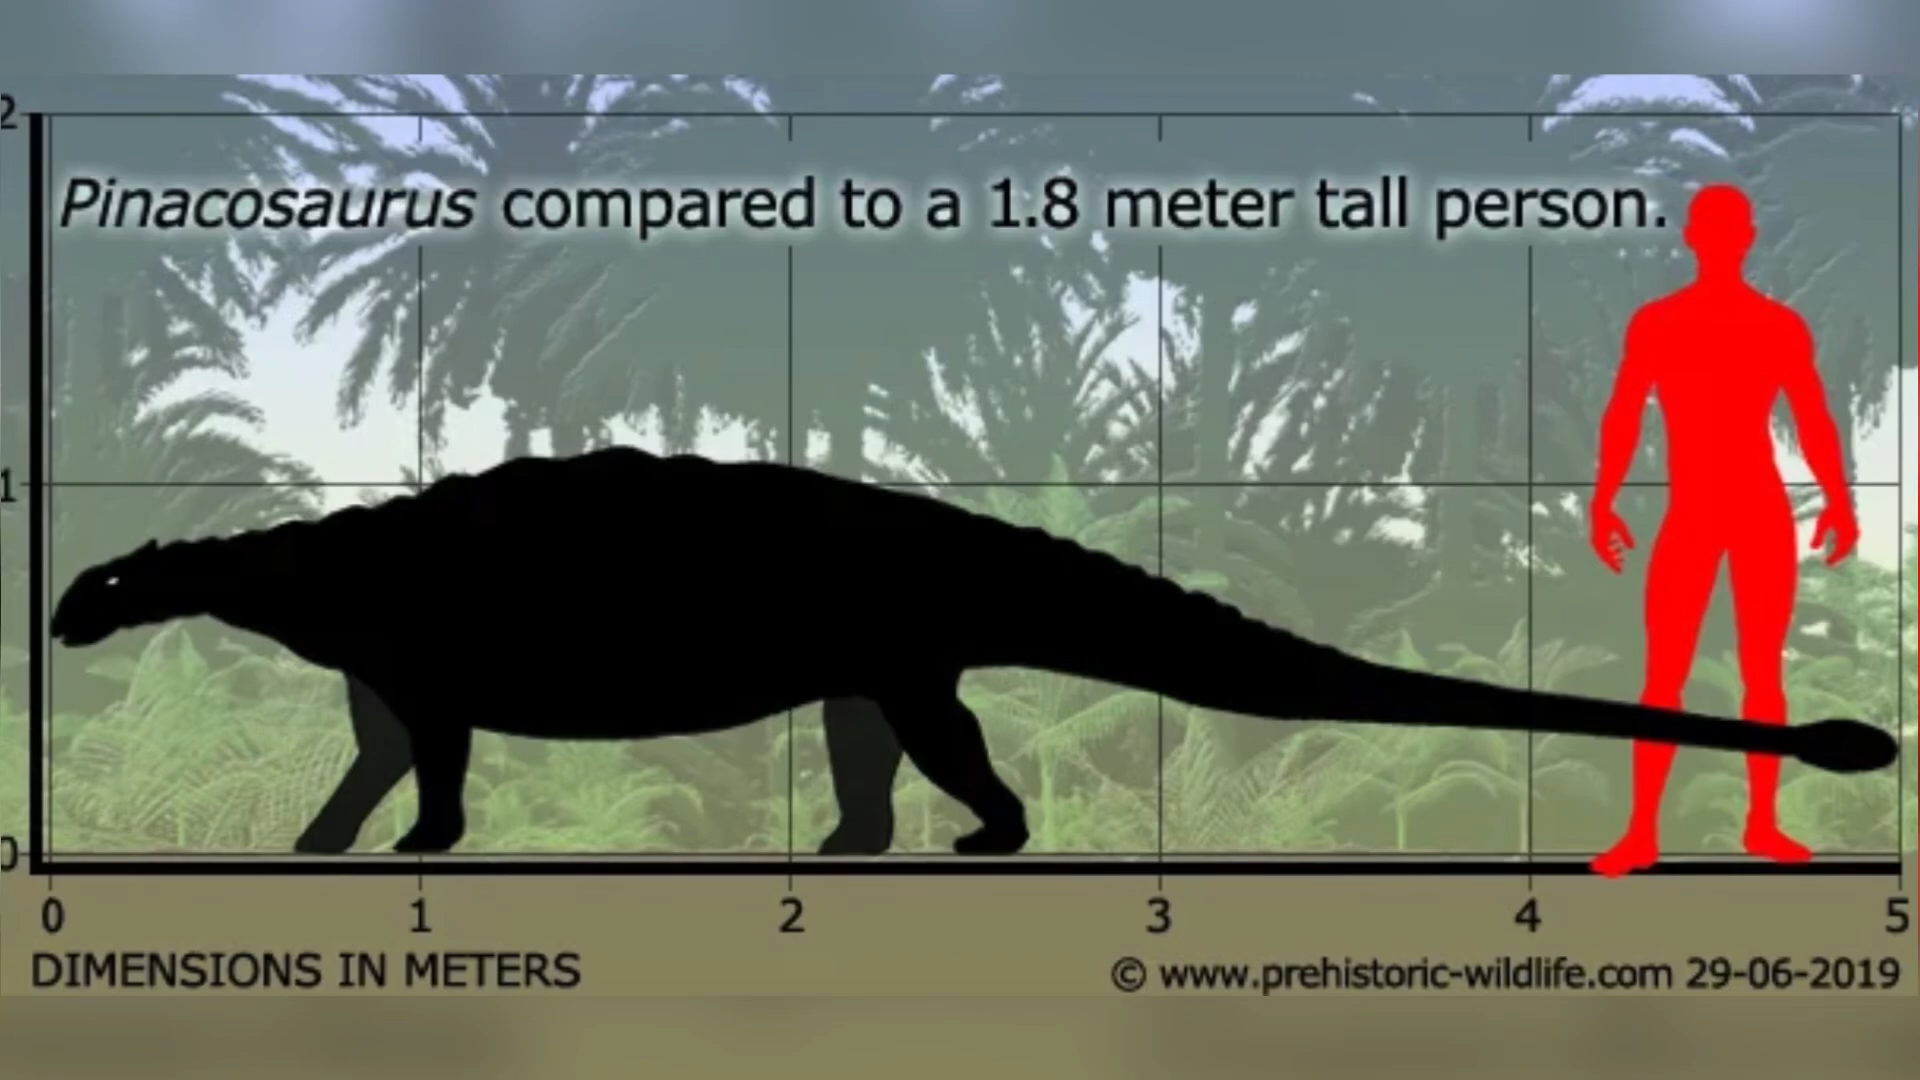 2
Pinacosaurus compared to a 1.8 meter tall person.
1
0
0 1 2 3 4 5
DIMENSIONS IN METERS
© www.prehistoric-wildlife.com 29-06-2019